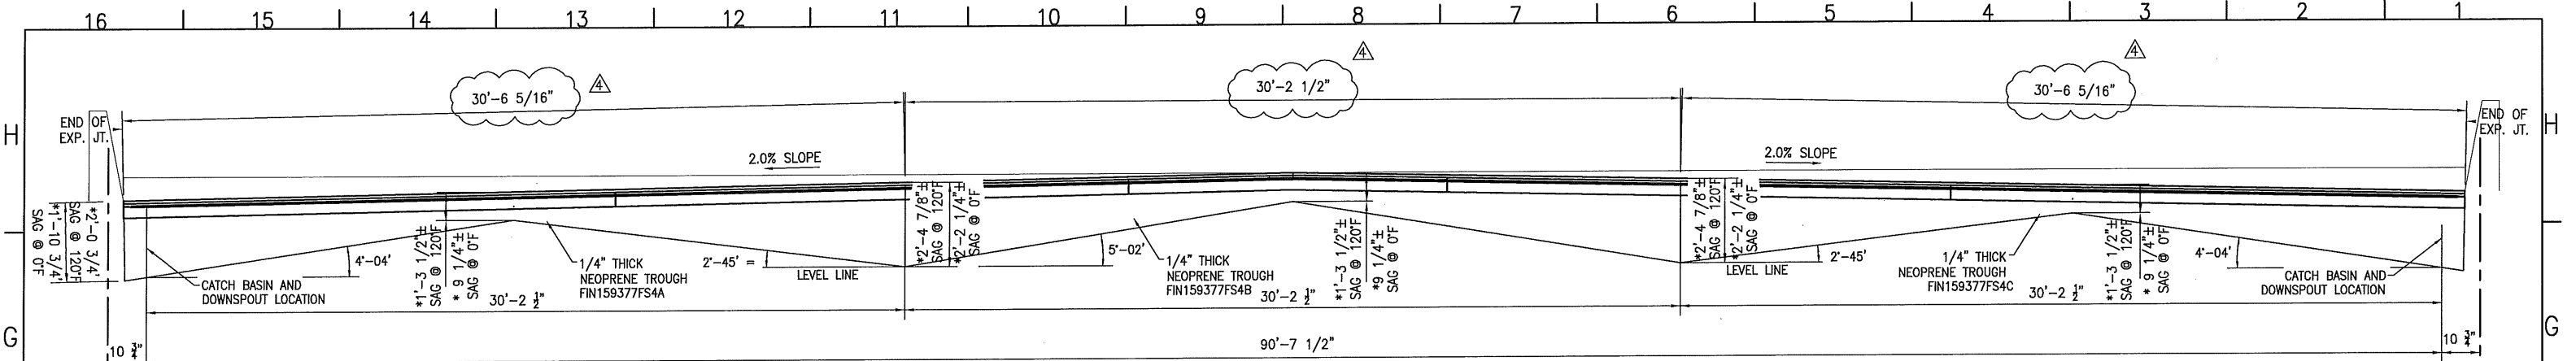 16 15 14 13 12 11 10 9 8 7 6 5 4 3 2 1
H
H
G
G
4
4
4
30'-6 5/16"
30'-2 1/2"
30'-6 5/16"
END OF
EXP. JT.
END OF
EXP. JT.
2.0% SLOPE
2.0% SLOPE
*2'-0 3/4'
SAG @ 120°F
*1'-10 3/4'
SAG @ 0°F
CATCH BASIN AND
DOWNSPOUT LOCATION
4'-04'
*1'-3 1/2"±
SAG @ 120°F
* 9 1/4"±
SAG @ 0°F
1/4" THICK
NEOPRENE TROUGH
FIN159377FS4A
30'-2 1/2"
2'-45' =
LEVEL LINE
*2'-4 7/8"±
SAG @ 120°F
*2'-2 1/4"±
SAG @ 0°F
5'-02'
1/4" THICK
NEOPRENE TROUGH
FIN159377FS4B
30'-2 1/2"
*1'-3 1/2"±
SAG @ 120°F
*9 1/4"±
SAG @ 0°F
*2'-4 7/8"±
SAG @ 120°F
*2'-2 1/4"±
SAG @ 0°F
LEVEL LINE
2'-45'
1/4" THICK
NEOPRENE TROUGH
FIN159377FS4C
30'-2 1/2"
*1'-3 1/2"±
SAG @ 120°F
* 9 1/4"±
SAG @ 0°F
4'-04'
CATCH BASIN AND
DOWNSPOUT LOCATION
10 3/4"
90'-7 1/2"
10 3/4"